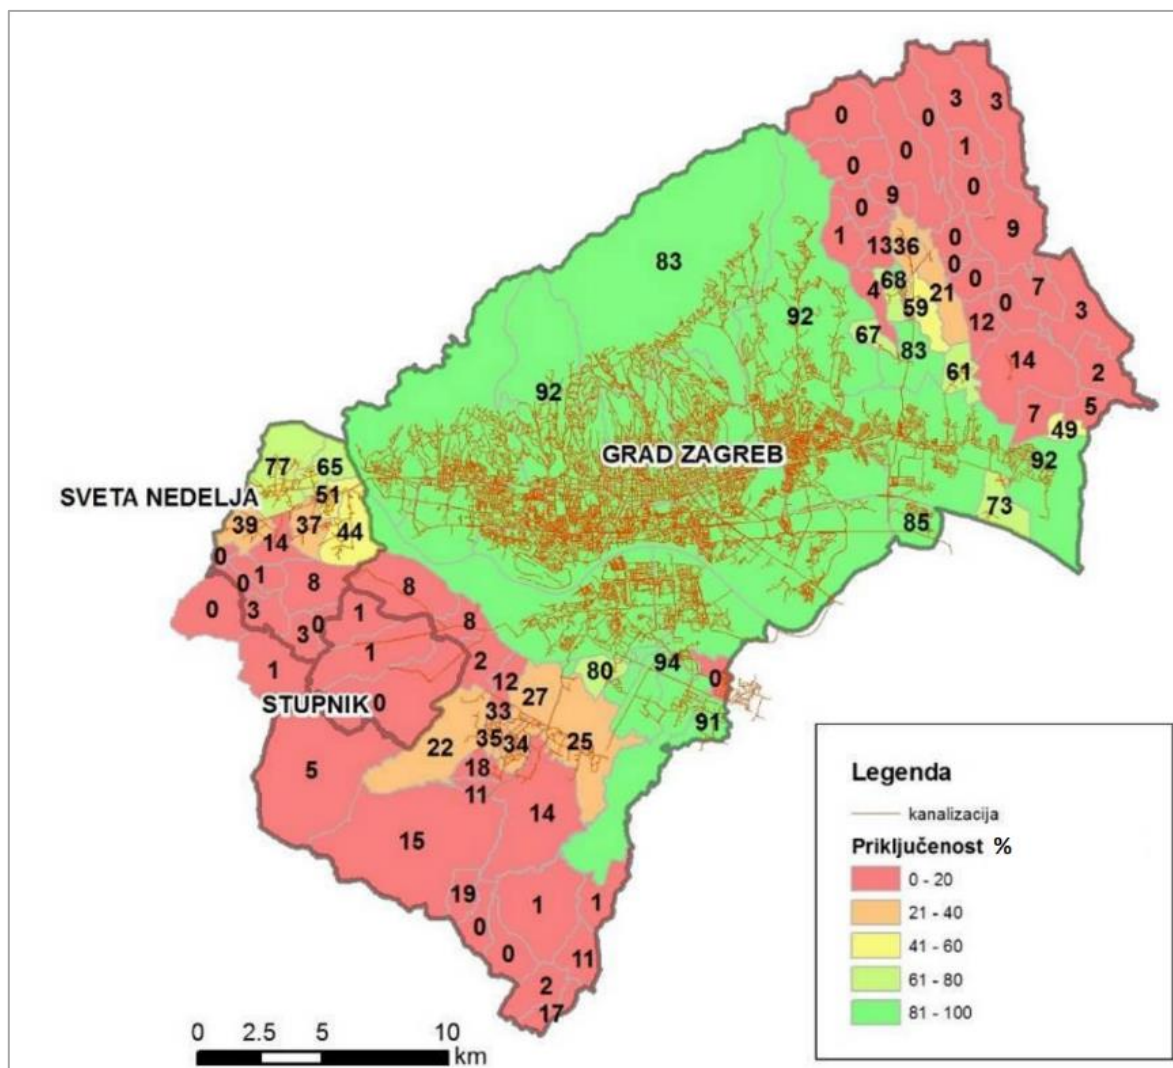 3 3
0 0
1
0 0
0
9
0 9
1 1336 0
83
0
68 21 0 7
4 59 0 3
92 12
67 83
14
61 2
92
7 5
49
GRAD ZAGREB 92
77 65
SVETA NEDELJA 51
73
39 37 44 85
14
0
0 1 8 8
0 3 1 8
3 0
1 1 2 94
12 80 0
27
STUPNIK 0
33 91
22 35 34 25
5 18
11
14
15
19 1 1
0
0 11
2
17
0 2.5 5 10
km
Legenda
kanalizacija
Priključenost %
0 - 20
21 - 40
41 - 60
61 - 80
81 - 100